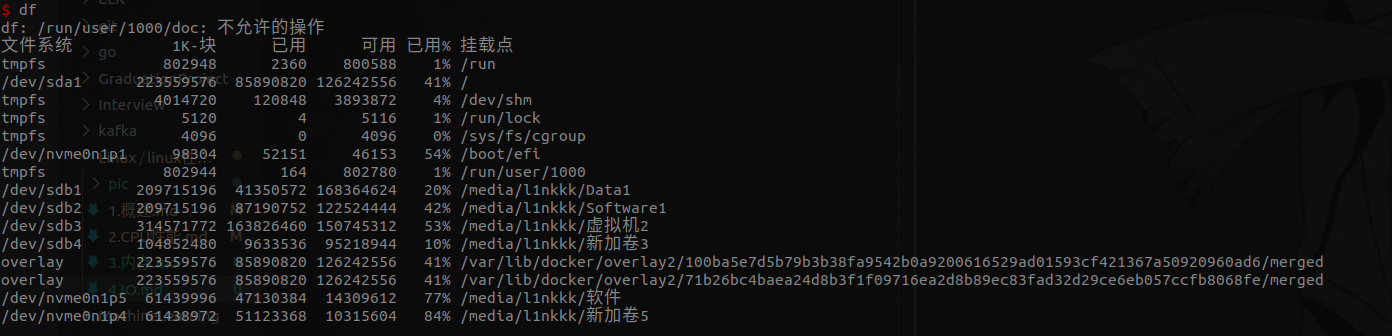 $ df
df: /run/user/1000/doc: 不允许的操作
文件系统 1K-块 已用 可用 已用% 挂载点
tmpfs 802948 2360 800588 1% /run
/dev/sda1 223559576 85890820 126242556 41% /
tmpfs 4014720 120848 3893872 4% /dev/shm
tmpfs 5120 4 5116 1% /run/lock
tmpfs 4096 0 4096 0% /sys/fs/cgroup
/dev/nvme0n1p1 98304 52151 46153 54% /boot/efi
tmpfs 802944 164 802780 1% /run/user/1000
/dev/sdb1 209715196 41350572 168364624 20% /media/l1nkkk/Data1
/dev/sdb2 209715196 87190752 122524444 42% /media/l1nkkk/Software1
/dev/sdb3 314571772 163826460 150745312 53% /media/l1nkkk/虚拟机2
/dev/sdb4 104852480 9633536 95218944 10% /media/l1nkkk/新加卷3
overlay 223559576 85890820 126242556 41% /var/lib/docker/overlay2/100ba5e7d5b79b3b38fa9542b0a9200616529ad01593cf421367a50920960ad6/merged
overlay 223559576 85890820 126242556 41% /var/lib/docker/overlay2/71b26bc4baea24d8b3f1f09716ea2d8b89ec83fad32d29ce6eb057ccfb8068fe/merged
/dev/nvme0n1p5 61439996 47130384 14309612 77% /media/l1nkkk/软件
/dev/nvme0n1p4 61438972 51123368 10315604 84% /media/l1nkkk/新加卷5
git
go
GraduationProject
Interview
kafka
pic